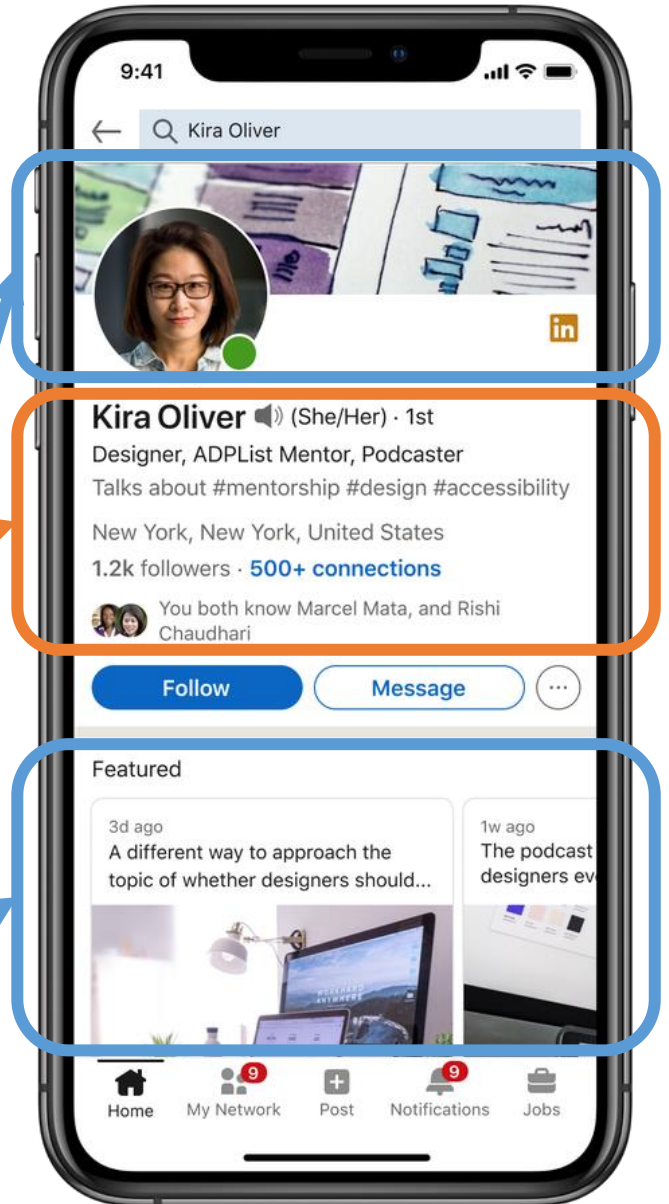 9:41
Kira Oliver
in
Kira Oliver (She/Her) · 1st
Designer, ADPList Mentor, Podcaster
Talks about #mentorship #design #accessibility
New York, New York, United States
1.2k followers · 500+ connections
You both know Marcel Mata, and Rishi
Chaudhari
Follow
Message
Featured
3d ago
A different way to approach the
topic of whether designers should...
1w ago
The podcast
designers ev
WORKHARD
ANYWHERE
9
9
Home
My Network
Post
Notifications
Jobs